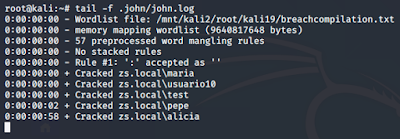 root@kali:~# tail -f .john/john.log
0:00:00:00 - Wordlist file: /mnt/kali2/root/kali19/breachcompilation.txt
0:00:00:00 - memory mapping wordlist (9640817648 bytes)
0:00:00:00 - 57 preprocessed word mangling rules
0:00:00:00 - No stacked rules
0:00:00:00 - Rule #1: ':' accepted as ''
0:00:00:00 + Cracked zs.local\maria
0:00:00:00 + Cracked zs.local\usuario10
0:00:00:00 + Cracked zs.local\test
0:00:00:02 + Cracked zs.local\pepe
0:00:00:58 + Cracked zs.local\alicia